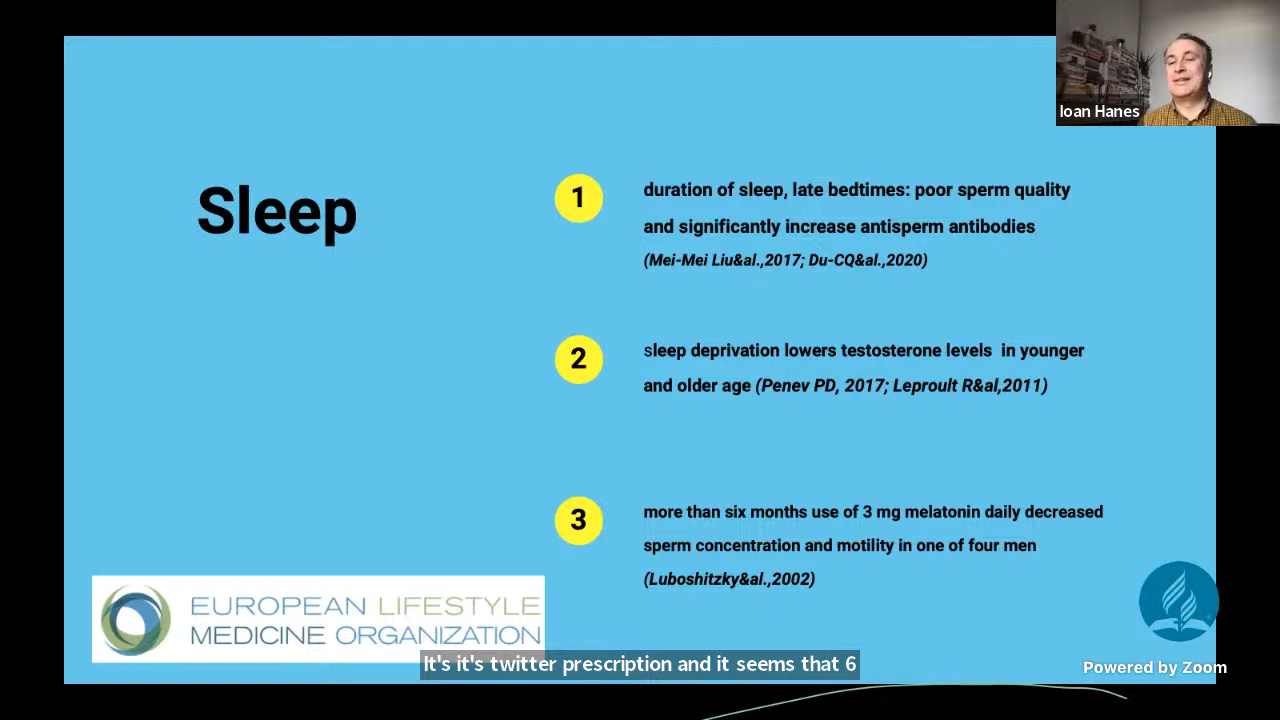 Ioan Hanes
Sleep
1
duration of sleep, late bedtimes: poor sperm quality
and significantly increase antisperm antibodies
(Mei-Mei Liu&al.,2017; Du-CQ&al.,2020)
2
sleep deprivation lowers testosterone levels in younger
and older age (Penev PD, 2017; Leproult R&al,2011)
3
more than six months use of 3 mg melatonin daily decreased
sperm concentration and motility in one of four men
(Luboshitzky&al.,2002)
EUROPEAN LIFESTYLE
MEDICINE ORGANIZATION
It's it's twitter prescription and it seems that 6
Powered by Zoom